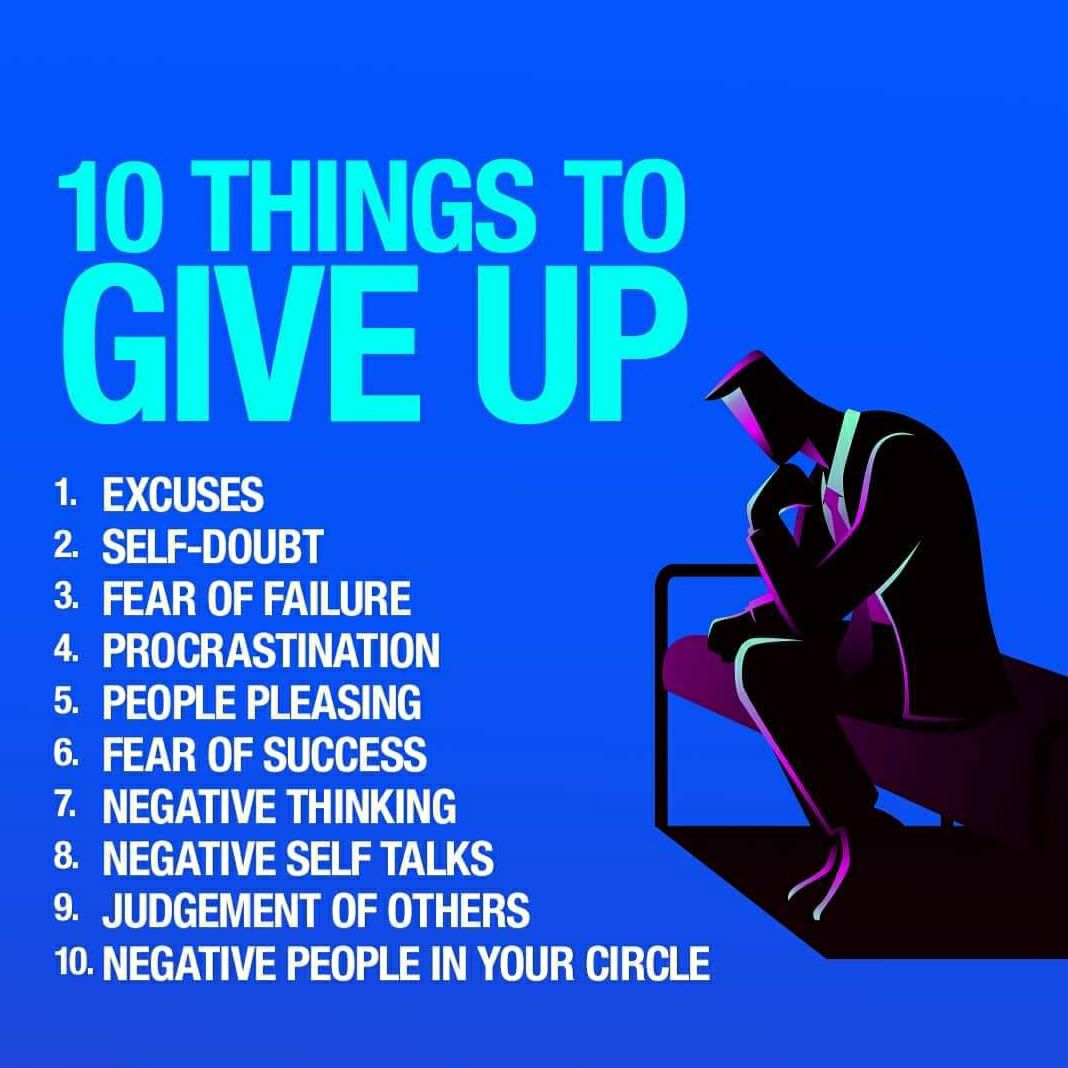 10 THINGS TO
GIVE UP
1. EXCUSES
2. SELF-DOUBT
3. FEAR OF FAILURE
4. PROCRASTINATION
5. PEOPLE PLEASING
6. FEAR OF SUCCESS
7. NEGATIVE THINKING
8. NEGATIVE SELF TALKS
9. JUDGEMENT OF OTHERS
10. NEGATIVE PEOPLE IN YOUR CIRCLE